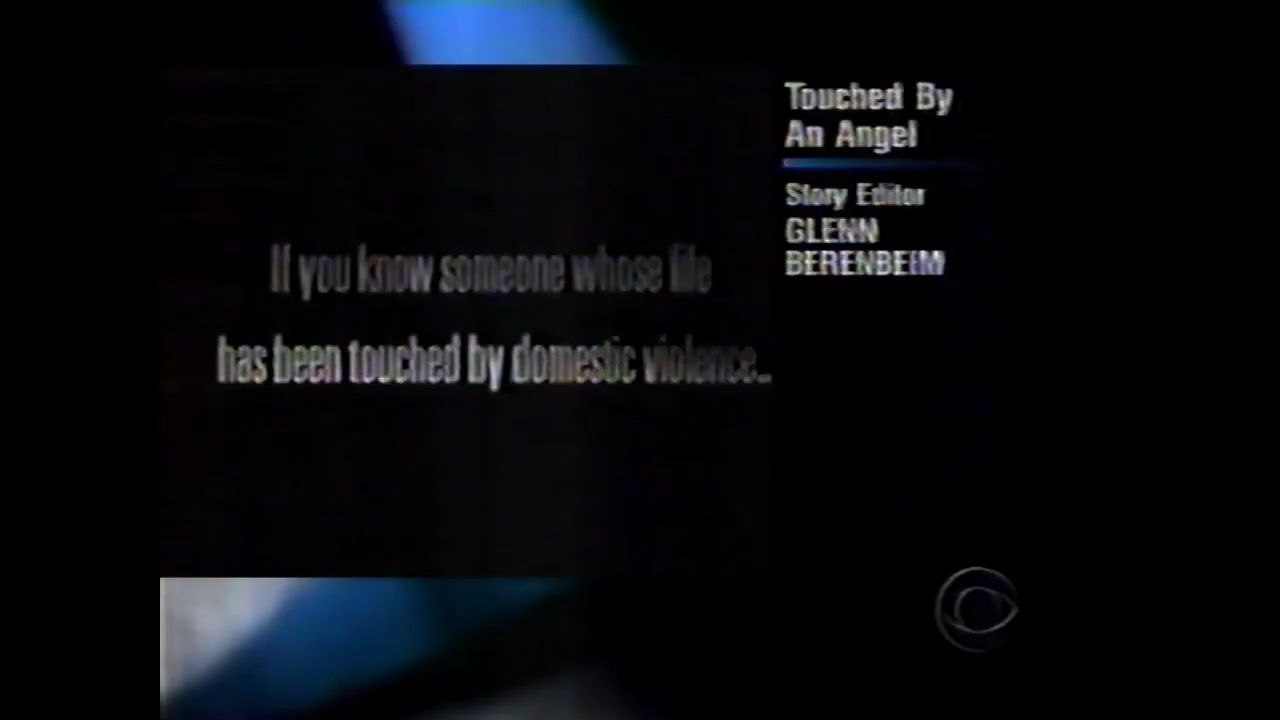 Touched By
An Angel
Story Editor
GLENN
BERENBEIM
If you know someone whose life
has been touched by domestic violence...